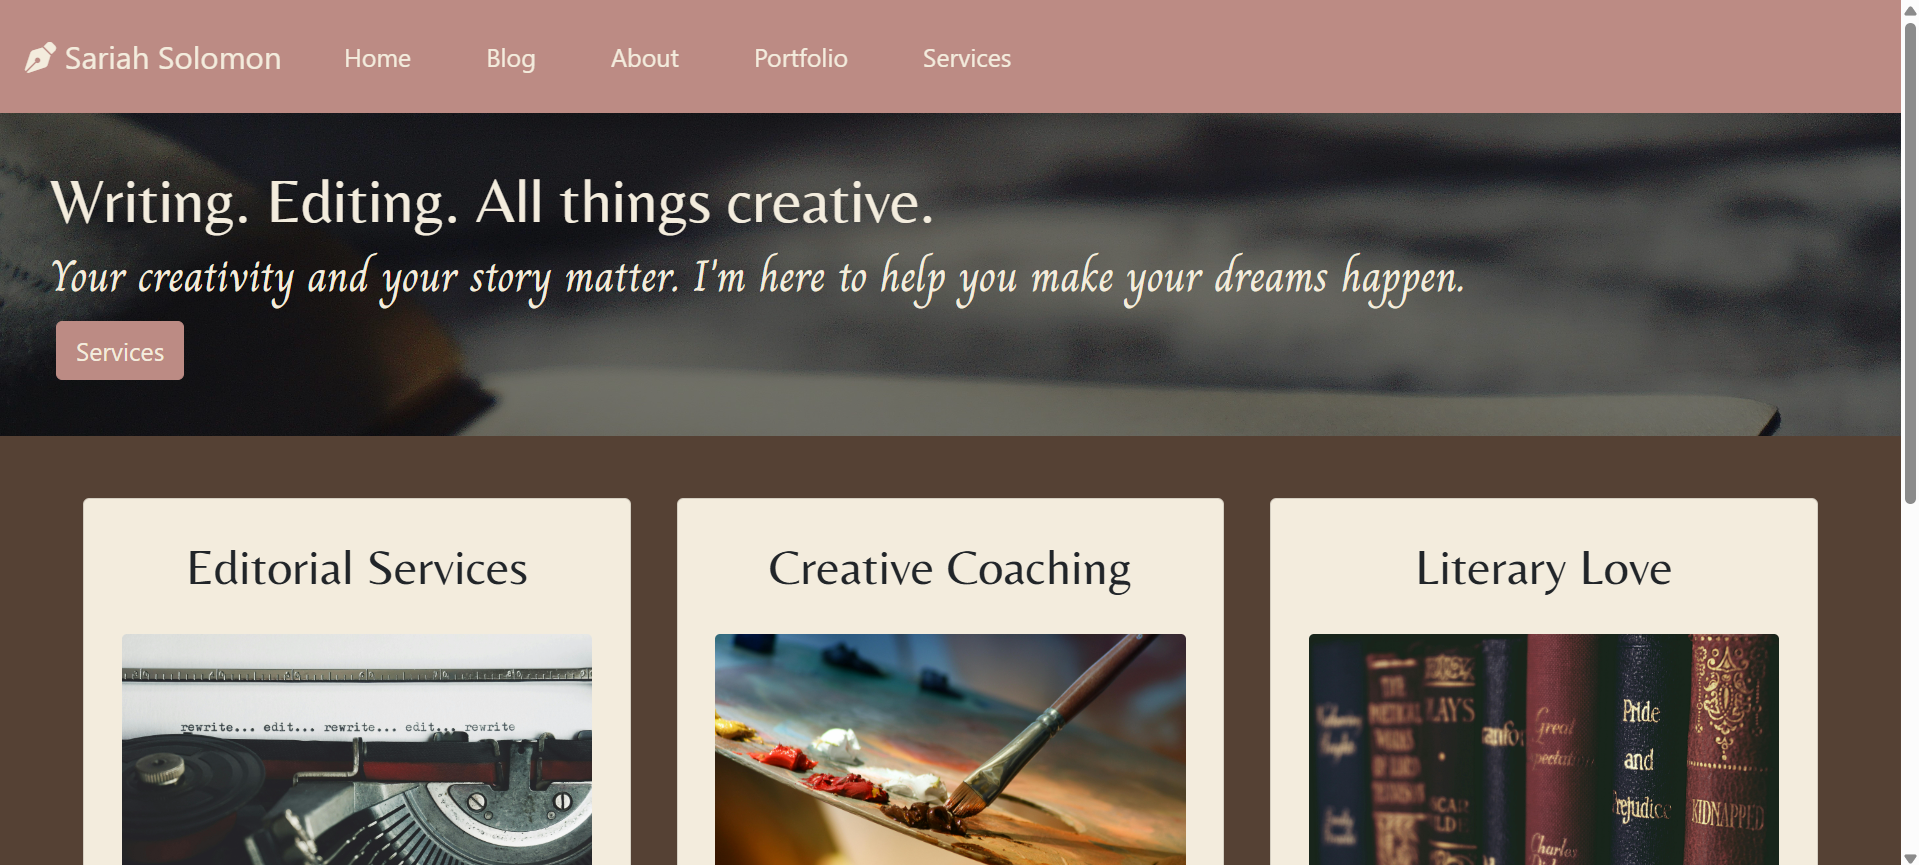 Sariah Solomon Home Blog About Portfolio Services
Writing. Editing. All things creative.
Your creativity and your story matter. I'm here to help you make your dreams happen.
Services
Editorial Services
Creative Coaching
Literary Love
rewrite... edit... rewrite... edit... rewrite
Great
Pride
and
Prejudice
KIDNAPPED
Charles